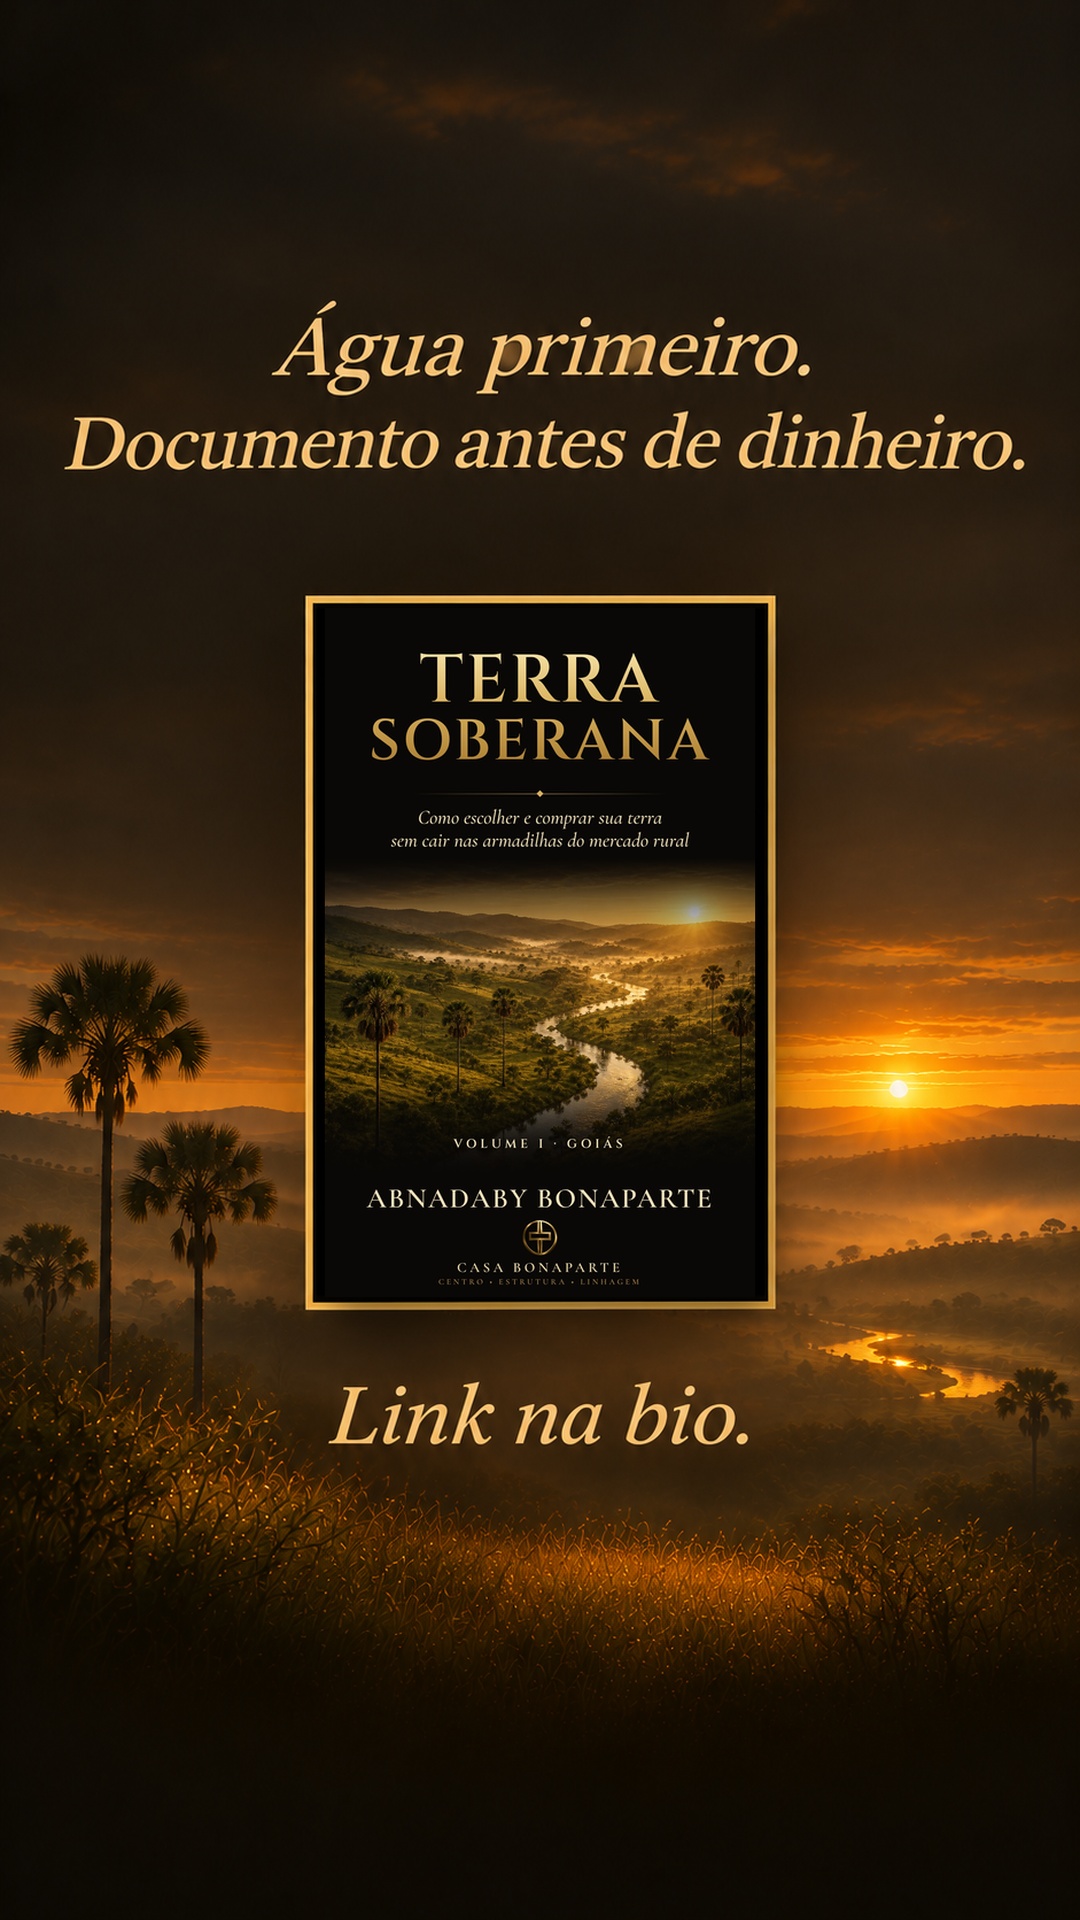 Água primeiro.
Documento antes de dinheiro.
TERRA
SOBERANA
Como escolher e comprar sua terra
sem cair nas armadilhas do mercado rural
VOLUME I · GOIÁS
ABNADABY BONAPARTE
CASA BONAPARTE
CENTRO • ESTRUTURA • LINHAGEM
Link na bio.